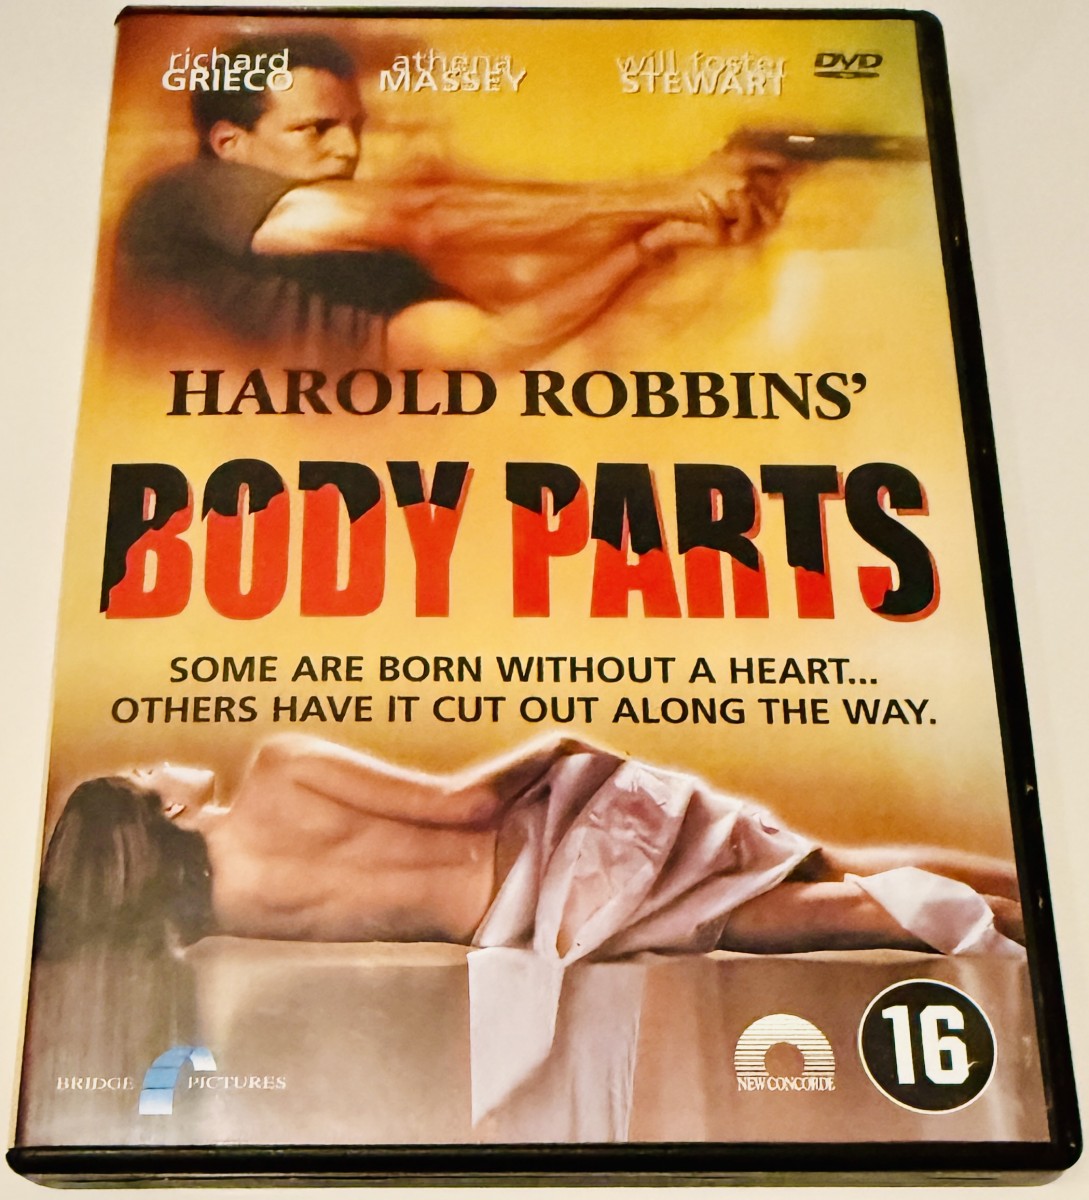 richard athena will foster DVD
GRIECO MASSEY STEWART
HAROLD ROBBINS’
BODY PARTS
SOME ARE BORN WITHOUT A HEART...
OTHERS HAVE IT CUT OUT ALONG THE WAY.
16
BRIDGE PICTURES
NEW CONCORDE